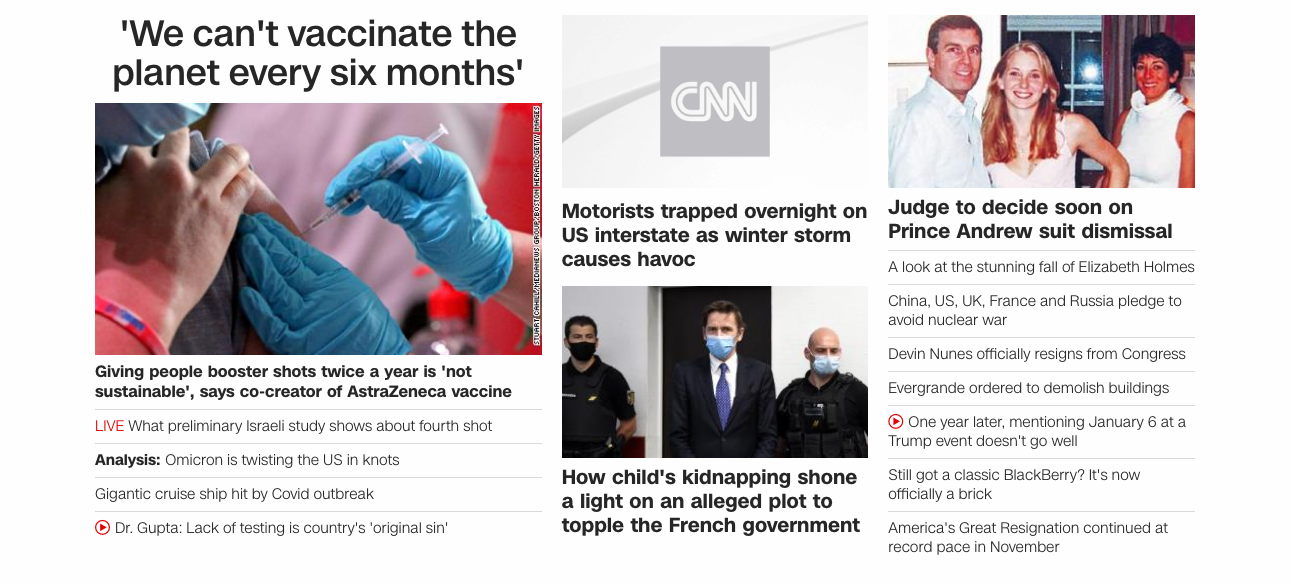 'We can't vaccinate the
planet every six months'
STUART CAHILL/MEDIANEWS GROUP/BOSTON HERALD/GETTY IMAGES
Giving people booster shots twice a year is 'not
sustainable', says co-creator of AstraZeneca vaccine
LIVE What preliminary Israeli study shows about fourth shot
Analysis: Omicron is twisting the US in knots
Gigantic cruise ship hit by Covid outbreak
Dr. Gupta: Lack of testing is country's 'original sin'
CNN
Motorists trapped overnight on
US interstate as winter storm
causes havoc
How child's kidnapping shone
a light on an alleged plot to
topple the French government
Judge to decide soon on
Prince Andrew suit dismissal
A look at the stunning fall of Elizabeth Holmes
China, US, UK, France and Russia pledge to
avoid nuclear war
Devin Nunes officially resigns from Congress
Evergrande ordered to demolish buildings
One year later, mentioning January 6 at a
Trump event doesn't go well
Still got a classic BlackBerry? It's now
officially a brick
America's Great Resignation continued at
record pace in November